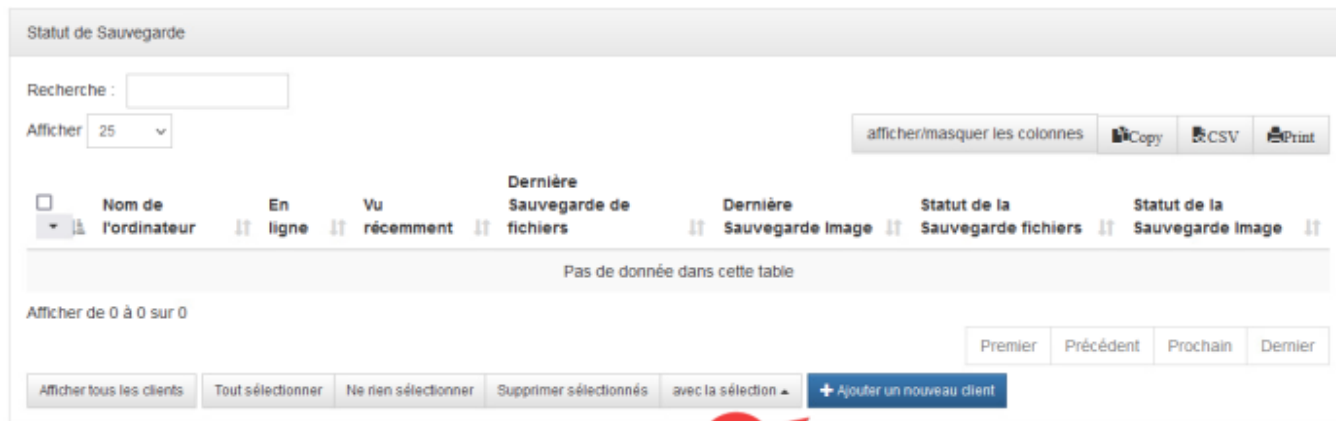 Statut de Sauvegarde
Recherche :
Afficher 25
afficher/masquer les colonnes Copy CSV Print
Nom de l'ordinateur En ligne Vu récemment Dernière Sauvegarde de fichiers Dernière Sauvegarde Image Statut de la Sauvegarde fichiers Statut de la Sauvegarde Image
Pas de donnée dans cette table
Afficher de 0 à 0 sur 0
Premier Précédent Prochain Dernier
Afficher tous les clients Tout sélectionner Ne rien sélectionner Supprimer sélectionnés avec la sélection Ajouter un nouveau client